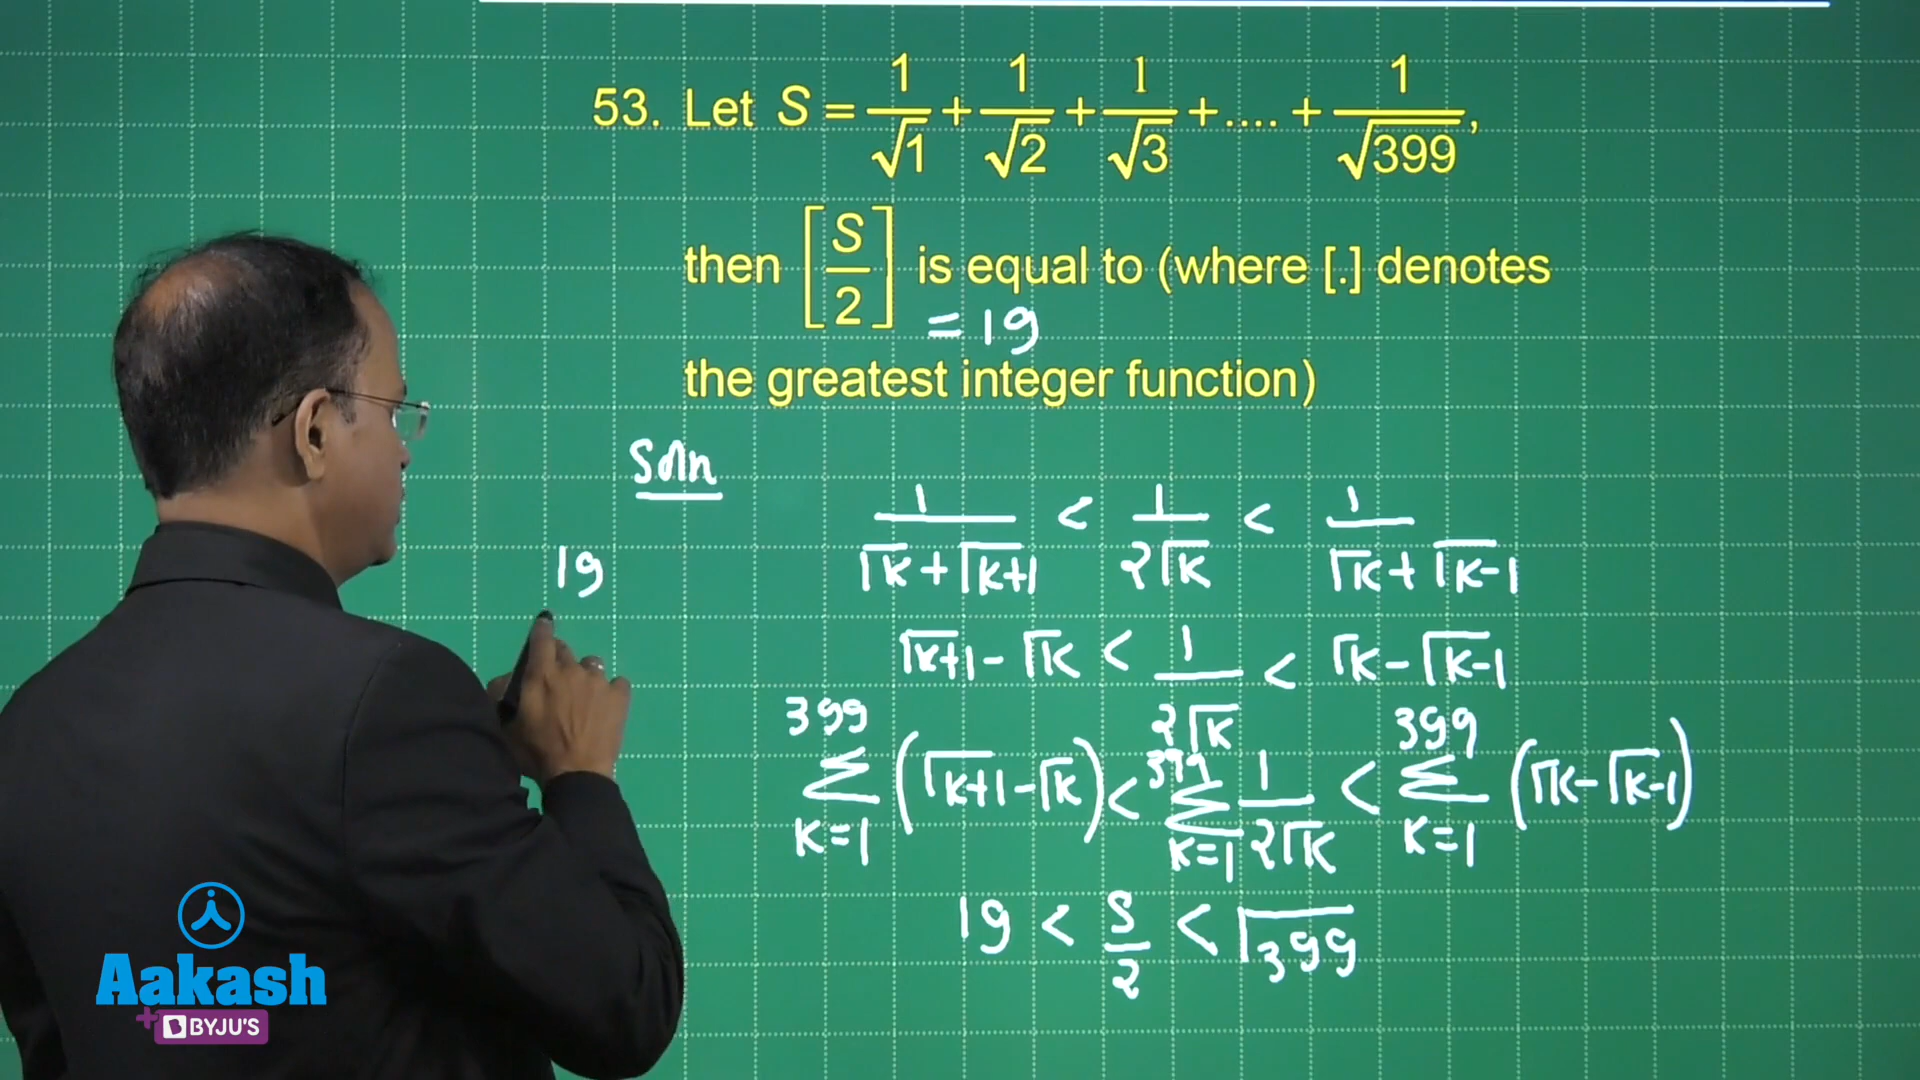 53. Let S = 1/√1 + 1/√2 + 1/√3 + .... + 1/√399,
then [S/2] is equal to (where [.] denotes
= 19
the greatest integer function)
Soln
1/(√K + √K+1) < 1/(2√K) < 1/(√K + √K-1)
19
√K+1 - √K < 1/(2√K) < √K - √K-1
399 Σ K=1 (√K+1 - √K) < 399 Σ K=1 1/(2√K) < 399 Σ K=1 (√K - √K-1)
19 < S/2 < √399
Aakash
+ BYJU'S